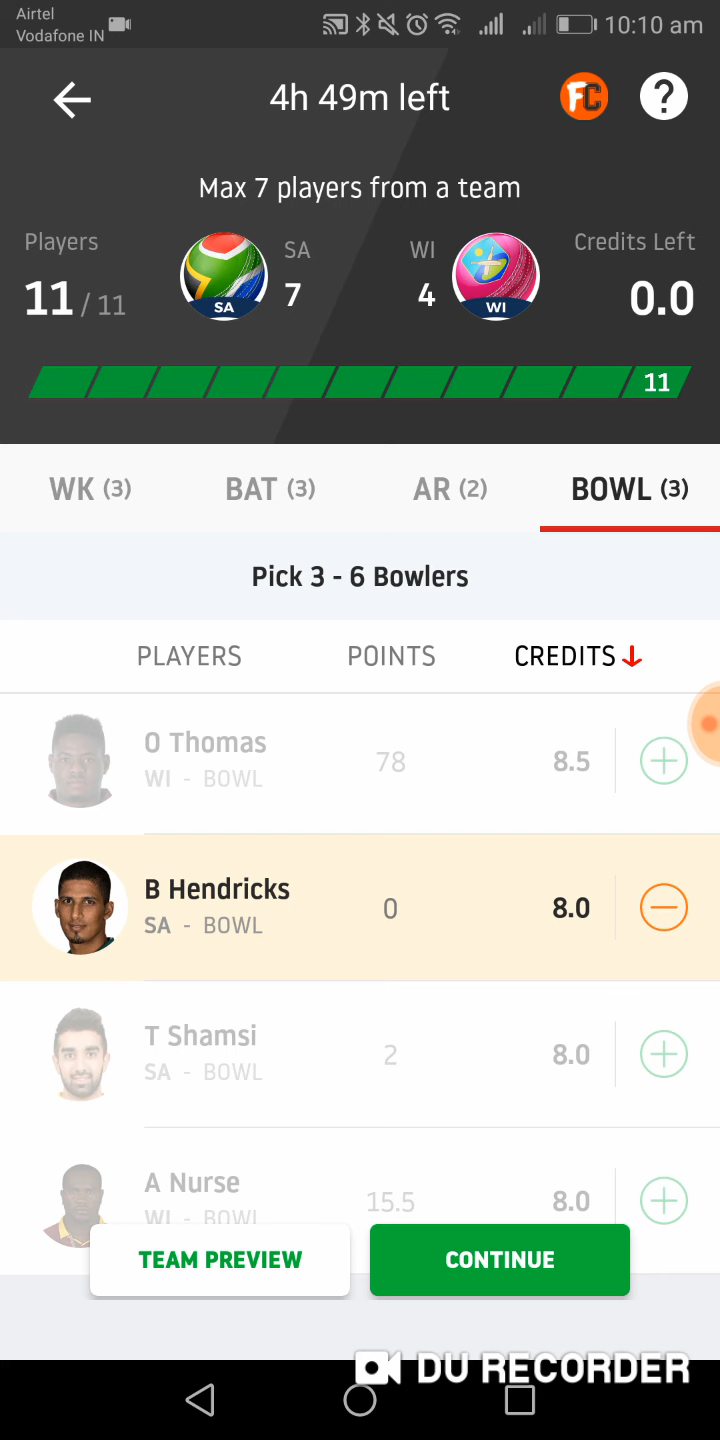 Airtel
Vodafone IN
10:10 am
4h 49m left
FC
?
Max 7 players from a team
Players
SA
WI
Credits Left
11 / 11
7
4
0.0
SA
WI
11
WK (3)
BAT (3)
AR (2)
BOWL (3)
Pick 3 - 6 Bowlers
PLAYERS
POINTS
CREDITS
O Thomas
WI - BOWL
78
8.5
B Hendricks
SA - BOWL
0
8.0
T Shamsi
SA - BOWL
2
8.0
A Nurse
WI - BOWL
15.5
8.0
TEAM PREVIEW
CONTINUE
DU RECORDER